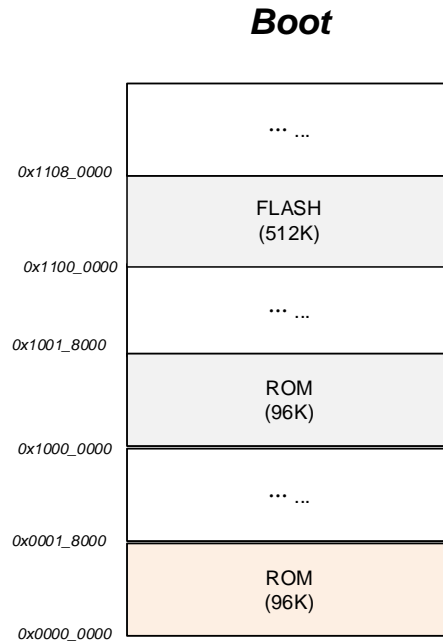 Boot
... ...
0x1108_0000
FLASH
(512K)
0x1100_0000
... ...
0x1001_8000
ROM
(96K)
0x1000_0000
... ...
0x0001_8000
ROM
(96K)
0x0000_0000